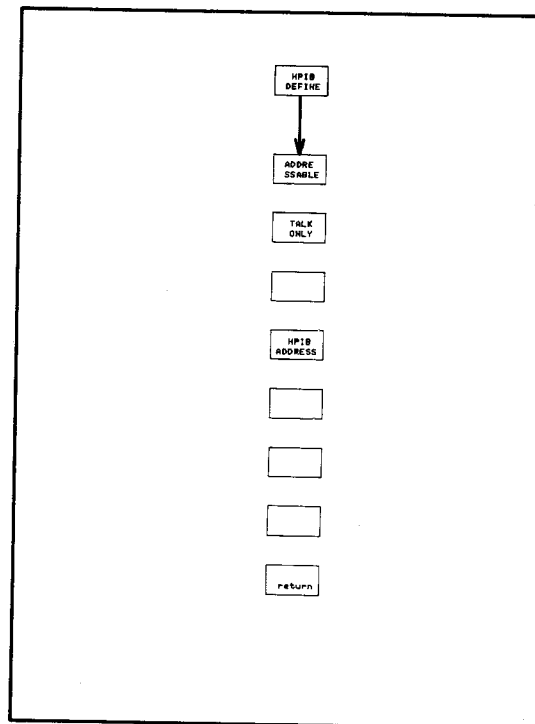 HPIB
DEFINE
ADDRE
SSABLE
TALK
ONLY
HPIB
ADDRESS
return